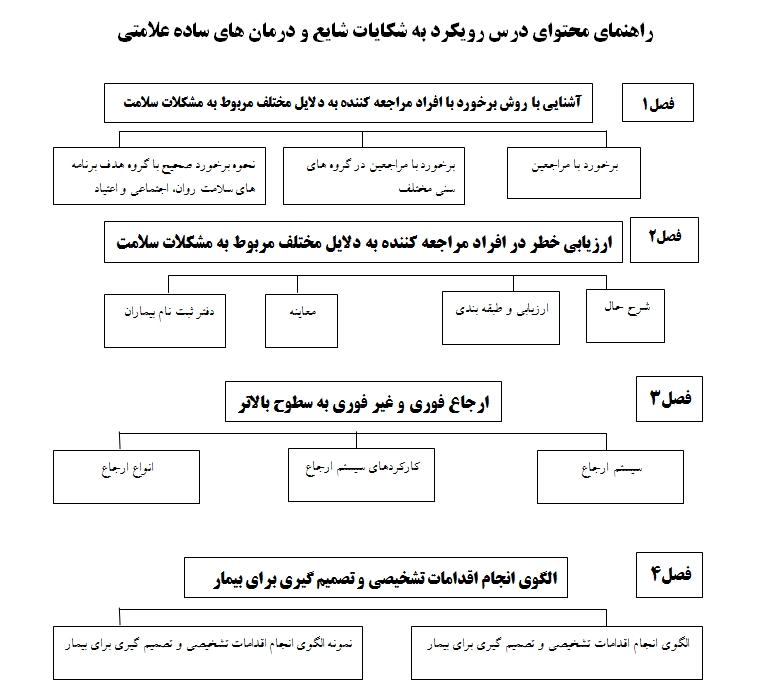 راهنمای محتوای درس رویکرد به شکایات شایع و درمان های ساده علامتی
فصل۱
آشنایی با روش برخورد با افراد مراجعه کننده به دلایل مختلف مربوط به مشکلات سلامت
برخورد با مراجعین
برخورد با مراجعین در گروه های
سنی مختلف
نحوه برخورد صحیح با گروه هدف برنامه
های سلامت روان، اجتماعی و اعتیاد
فصل۲
ارزیابی خطر در افراد مراجعه کننده به دلایل مختلف مربوط به مشکلات سلامت
شرح حال
ارزیابی و طبقه بندی
معاینه
دفتر ثبت نام بیماران
فصل۳
ارجاع فوری و غیر فوری به سطوح بالاتر
سیستم ارجاع
کارکردهای سیستم ارجاع
انواع ارجاع
فصل۴
الگوی انجام اقدامات تشخیصی و تصمیم گیری برای بیمار
الگوی انجام اقدامات تشخیصی و تصمیم گیری برای بیمار
نمونه الگوی انجام اقدامات تشخیصی و تصمیم گیری برای بیمار